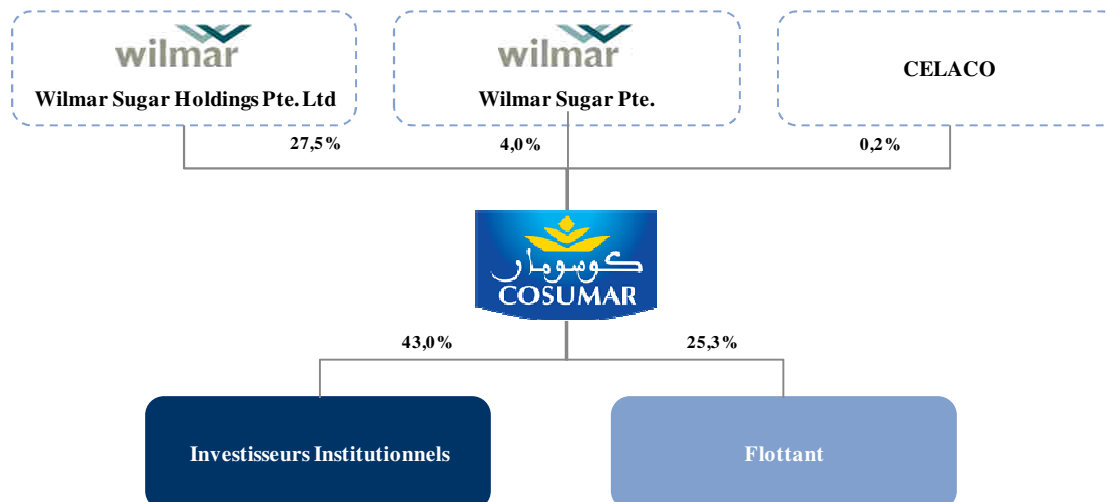 wilmar
wilmar
Wilmar Sugar Holdings Pte. Ltd
Wilmar Sugar Pte.
CELACO
27,5%
4,0%
0,2%
كوسومار
COSUMAR
43,0%
25,3%
Investisseurs Institutionnels
Flottant